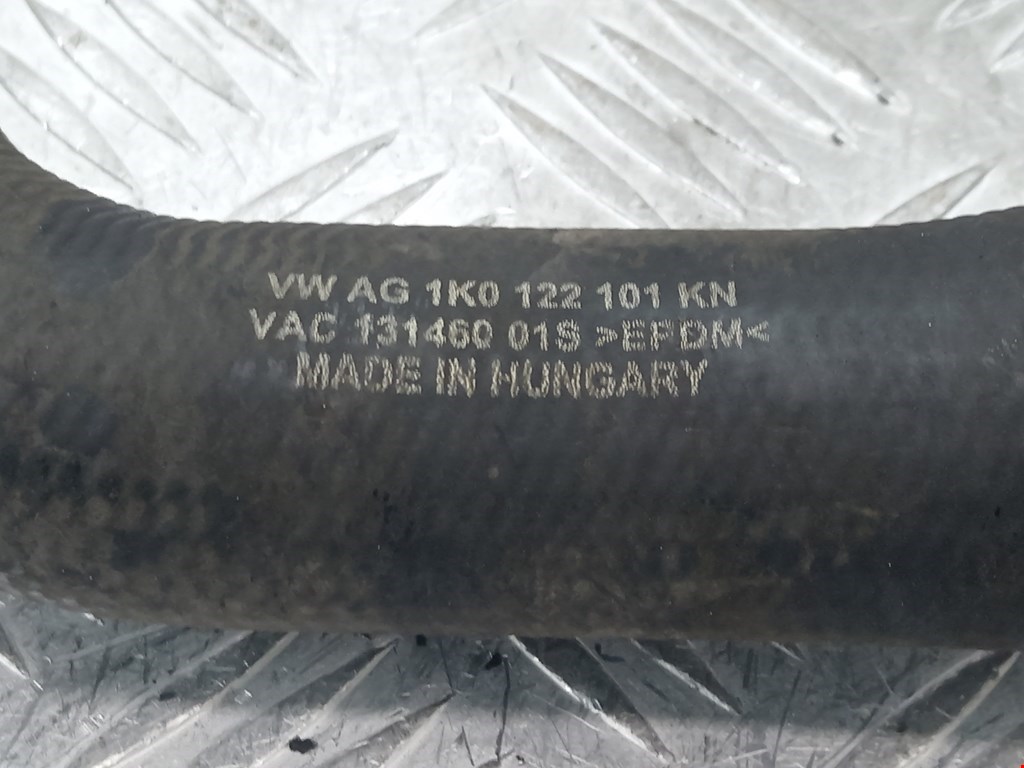 VW AG 1K0 122 101 KN
VAC 131460 01S >EPDM<
MADE IN HUNGARY